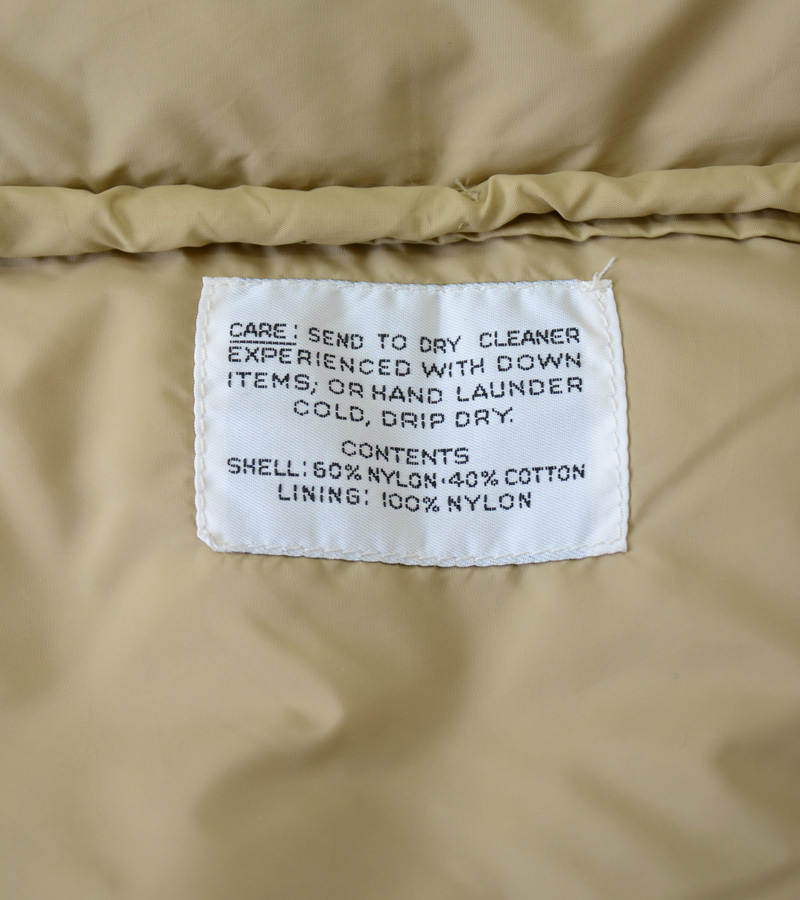 CARE: SEND TO DRY CLEANER
EXPERIENCED WITH DOWN
ITEMS; OR HAND LAUNDER
COLD, DRIP DRY.
CONTENTS
SHELL: 60% NYLON·40% COTTON
LINING: 100% NYLON